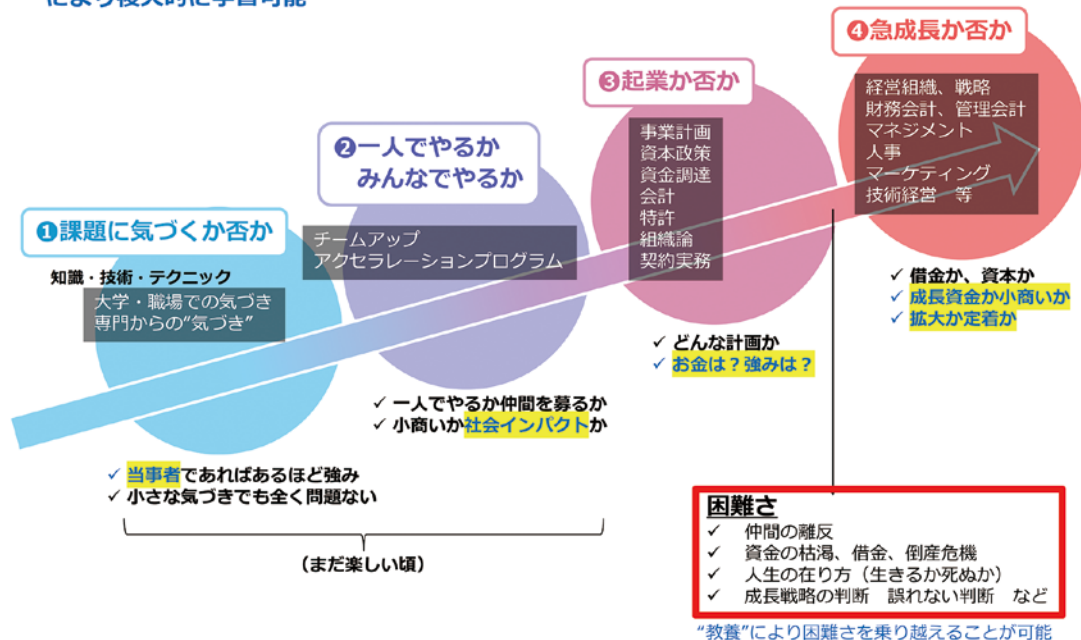 により後天的に学習可能
❹急成長か否か
経営組織、戦略
財務会計、管理会計
マネジメント
人事
マーケティング
技術経営 等
❸起業か否か
事業計画
資本政策
資金調達
会計
特許
組織論
契約実務
❷一人でやるか
みんなでやるか
チームアップ
アクセラレーションプログラム
❶課題に気づくか否か
知識・技術・テクニック
大学・職場での気づき
専門からの“気づき”
✓ 借金か、資本か
✓ 成長資金か小商いか
✓ 拡大か定着か
✓ どんな計画か
✓ お金は？強みは？
✓ 一人でやるか仲間を募るか
✓ 小商いか社会インパクトか
✓ 当事者であればあるほど強み
✓ 小さな気づきでも全く問題ない
（まだ楽しい頃）
困難さ
✓ 仲間の離反
✓ 資金の枯渇、借金、倒産危機
✓ 人生の在り方（生きるか死ぬか）
✓ 成長戦略の判断 誤れない判断 など
“教養”により困難さを乗り越えることが可能